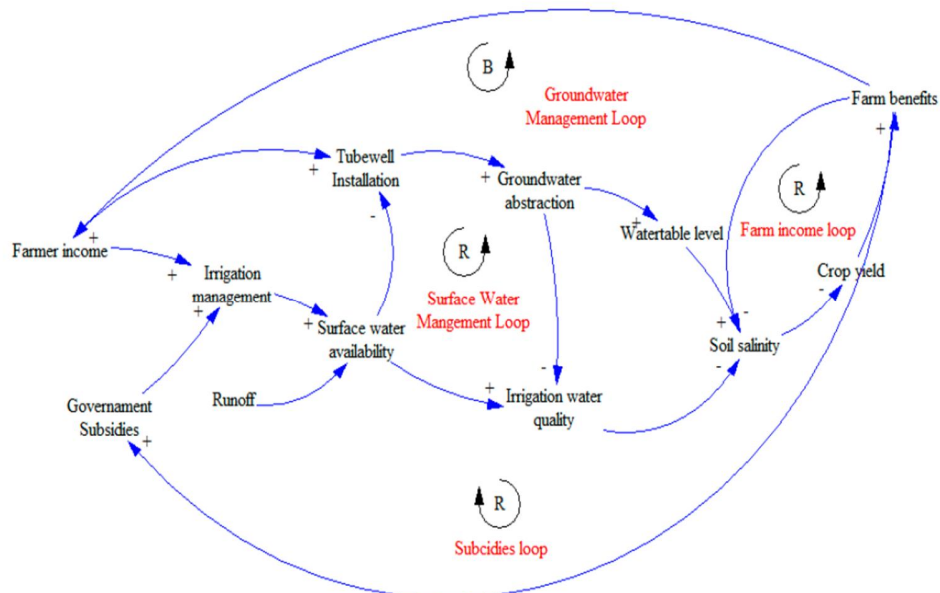 B
Groundwater
Management Loop
Farm benefits
+
Tubewell
Installation
+
-
Groundwater
abstraction
+
R
Farm income loop
Watertable level
+
Farmer income
+
R
Surface Water
Mangement Loop
Crop yield
-
Irrigation
management
+
+
Surface water
availability
+
Soil salinity
+
-
-
Governament
Subsidies
+
Runoff
Irrigation water
quality
+
-
R
Subcidies loop